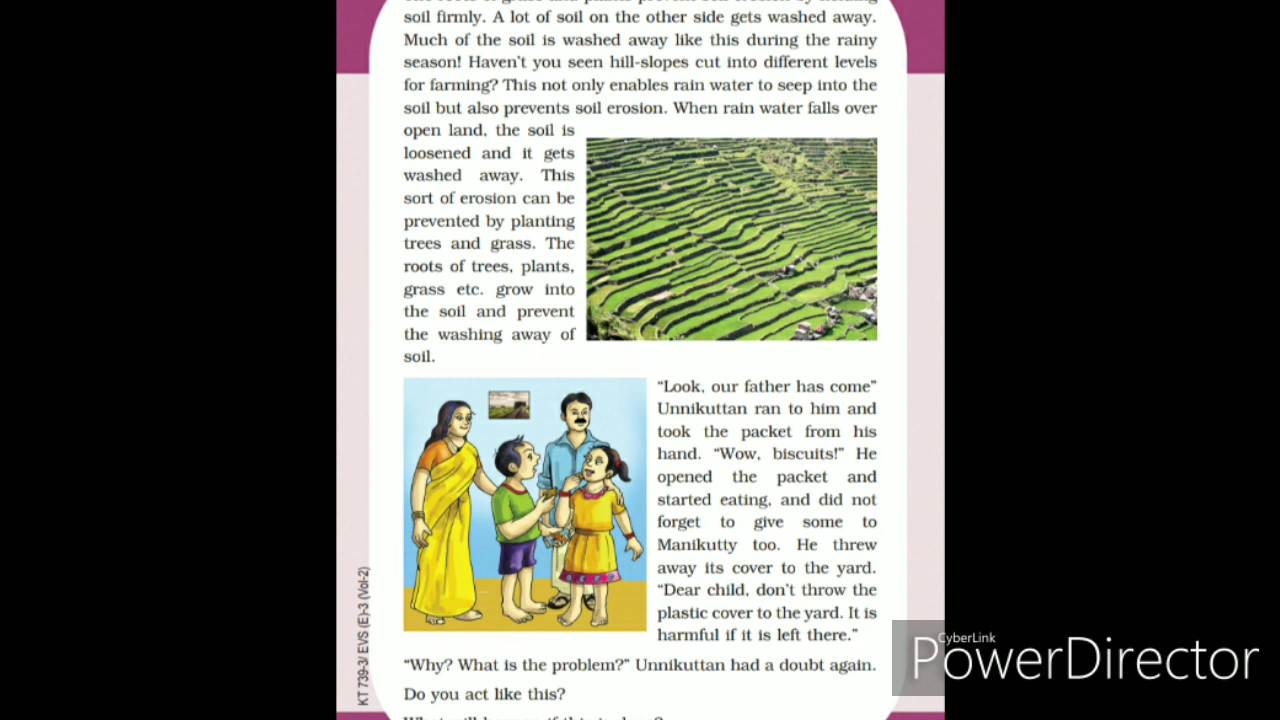 soil firmly. A lot of soil on the other side gets washed away.
Much of the soil is washed away like this during the rainy
season! Haven't you seen hill-slopes cut into different levels
for farming? This not only enables rain water to seep into the
soil but also prevents soil erosion. When rain water falls over
open land, the soil is
loosened and it gets
washed away. This
sort of erosion can be
prevented by planting
trees and grass. The
roots of trees, plants,
grass etc. grow into
the soil and prevent
the washing away of
soil.
“Look, our father has come”
Unnikuttan ran to him and
took the packet from his
hand. “Wow, biscuits!” He
opened the packet and
started eating, and did not
forget to give some to
Manikutty too. He threw
away its cover to the yard.
“Dear child, don't throw the
plastic cover to the yard. It is
harmful if it is left there.”
“Why? What is the problem?” Unnikuttan had a doubt again.
Do you act like this?
KT 739-3/ EVS (E)-3 (Vol-2)
CyberLink
PowerDirector